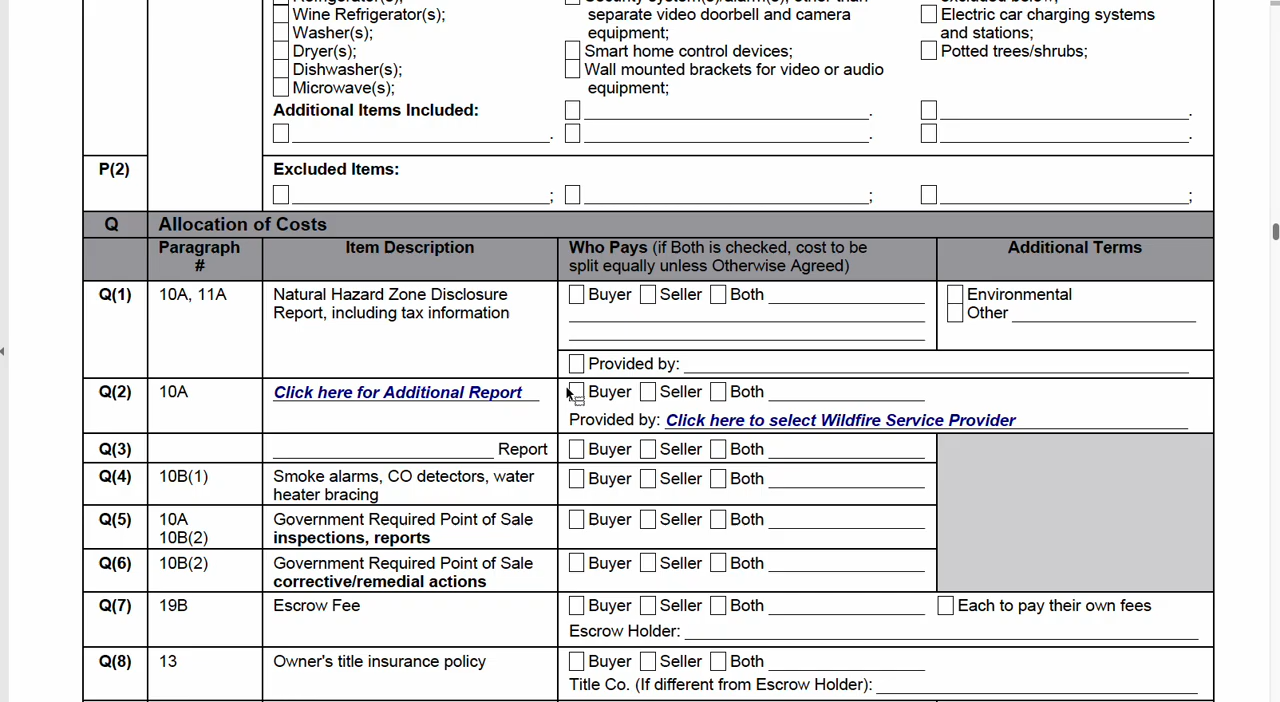 Wine Refrigerator(s);
separate video doorbell and camera
Electric car charging systems
Washer(s);
equipment;
and stations;
Dryer(s);
Smart home control devices;
Potted trees/shrubs;
Dishwasher(s);
Wall mounted brackets for video or audio
Microwave(s);
equipment;
Additional Items Included:
P(2)
Excluded Items:
Q Allocation of Costs
Paragraph
#
Item Description
Who Pays (if Both is checked, cost to be
split equally unless Otherwise Agreed)
Additional Terms
Q(1) 10A, 11A
Natural Hazard Zone Disclosure
Report, including tax information
Buyer Seller Both
Environmental
Other
Provided by:
Q(2) 10A Click here for Additional Report
Buyer Seller Both
Provided by: Click here to select Wildfire Service Provider
Q(3) Report Buyer Seller Both
Q(4) 10B(1)
Smoke alarms, CO detectors, water
heater bracing
Buyer Seller Both
Q(5) 10A
10B(2)
Government Required Point of Sale
inspections, reports
Buyer Seller Both
Q(6) 10B(2)
Government Required Point of Sale
corrective/remedial actions
Buyer Seller Both
Q(7) 19B Escrow Fee
Buyer Seller Both
Each to pay their own fees
Escrow Holder:
Q(8) 13 Owner's title insurance policy
Buyer Seller Both
Title Co. (If different from Escrow Holder):